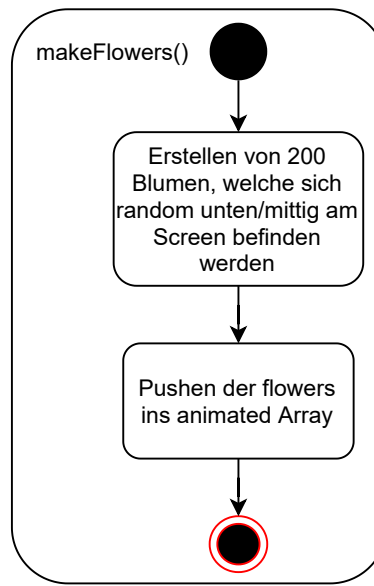 makeFlowers()
Erstellen von 200
Blumen, welche sich
random unten/mittig am
Screen befinden
werden
Pushen der flowers
ins animated Array